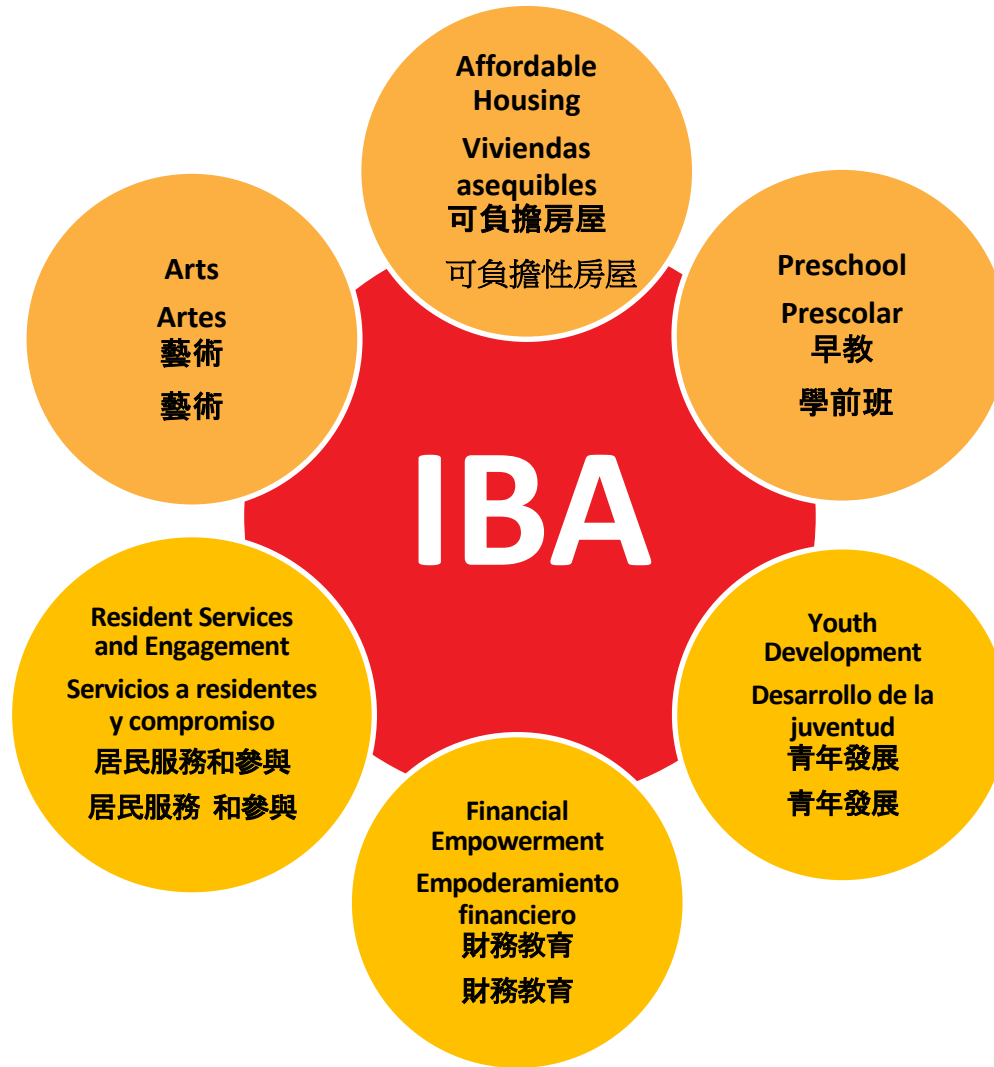 Affordable
Housing
Viviendas
asequibles
可負擔房屋
可負擔性房屋
Preschool
Prescolar
早教
學前班
Youth
Development
Desarrollo de la
juventud
青年發展
青年發展
Financial
Empowerment
Empoderamiento
financiero
財務教育
財務教育
Resident Services
and Engagement
Servicios a residentes
y compromiso
居民服務和參與
居民服務 和參與
Arts
Artes
藝術
藝術
IBA